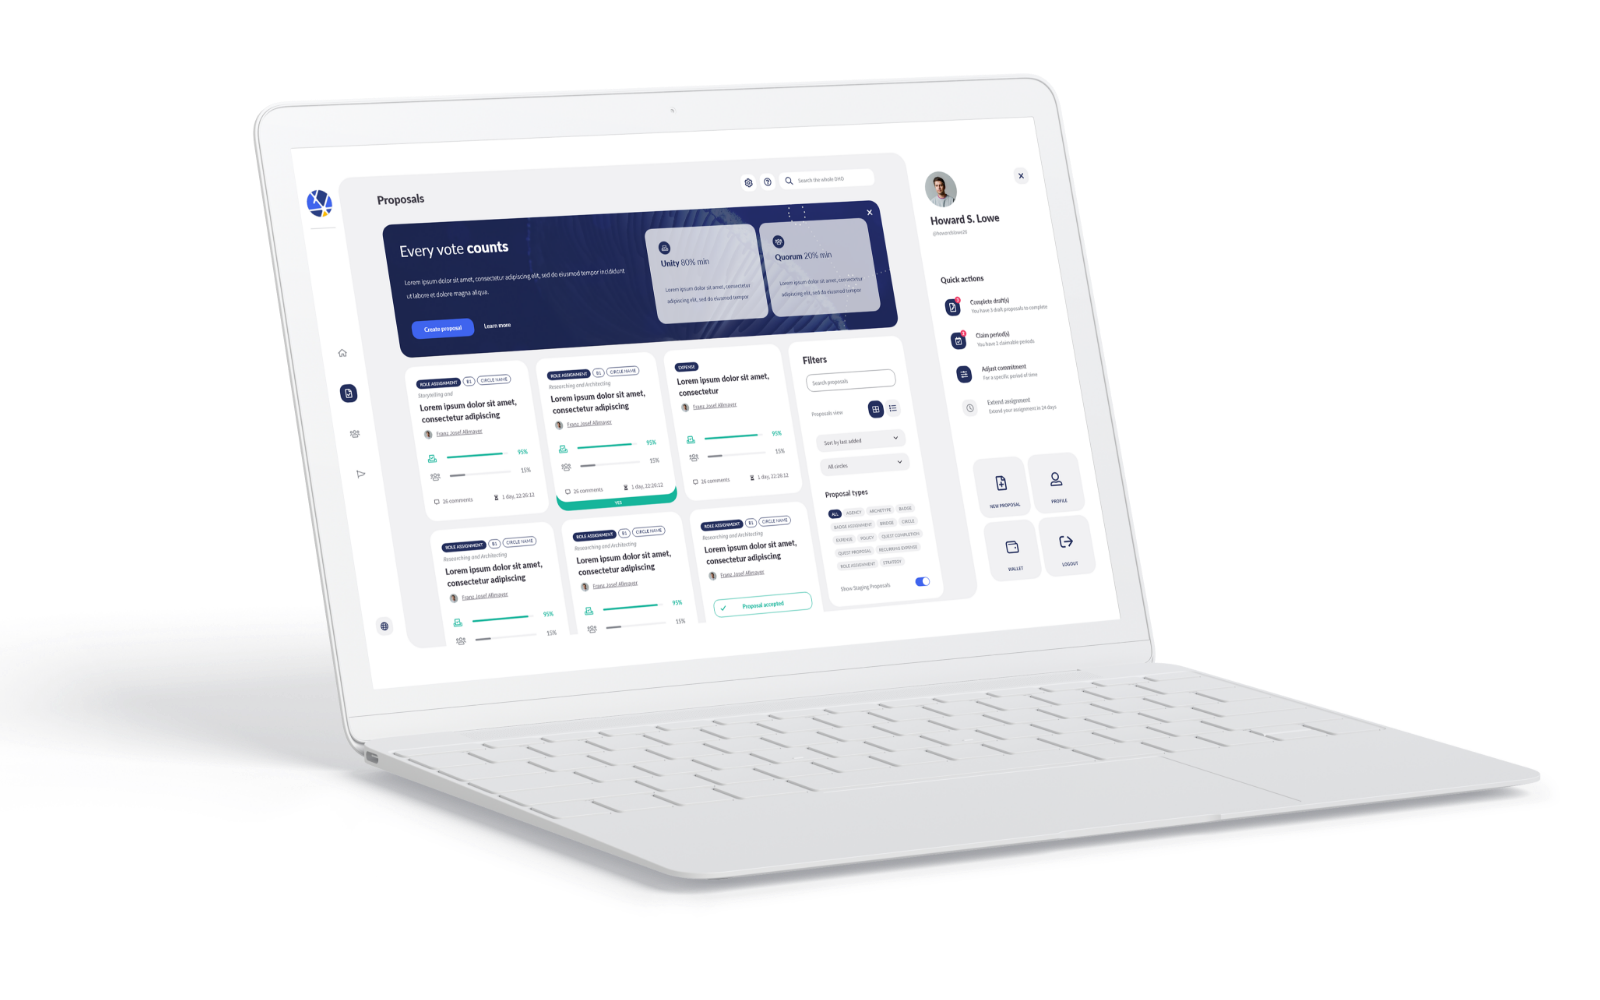 Proposals
Search the whole DHO
Every vote counts
Lorem ipsum dolor sit amet, consectetur adipiscing elit, sed do eiusmod tempor incididunt
ut labore et dolore magna aliqua.
Create proposal
Learn more
Unity 80% min
Lorem ipsum dolor sit amet, consectetur
adipiscing elit, sed do eiusmod tempor
Quorum 20% min
Lorem ipsum dolor sit amet, consectetur
adipiscing elit, sed do eiusmod tempor
ROLE ASSIGNMENT B1 CIRCLE NAME
Storytelling and
Lorem ipsum dolor sit amet,
consectetur adipiscing
Franz Josef Allmayer
95%
15%
16 comments
1 day, 22:26:12
ROLE ASSIGNMENT B1 CIRCLE NAME
Researching and Architecting
Lorem ipsum dolor sit amet,
consectetur adipiscing
Franz Josef Allmayer
95%
15%
16 comments
1 day, 22:26:12
YES
EXPENSE
Lorem ipsum dolor sit amet,
consectetur
Franz Josef Allmayer
95%
15%
16 comments
1 day, 22:26:12
ROLE ASSIGNMENT B1 CIRCLE NAME
Researching and Architecting
Lorem ipsum dolor sit amet,
consectetur adipiscing
Franz Josef Allmayer
95%
15%
ROLE ASSIGNMENT B1 CIRCLE NAME
Researching and Architecting
Lorem ipsum dolor sit amet,
consectetur adipiscing
Franz Josef Allmayer
95%
15%
ROLE ASSIGNMENT B1 CIRCLE NAME
Researching and Architecting
Lorem ipsum dolor sit amet,
consectetur adipiscing
Franz Josef Allmayer
Proposal accepted
Filters
Search proposals
Proposals view
Sort by last added
All circles
Proposal types
ALL AGENCY ARCHETYPE BADGE
BADGE ASSIGNMENT BRIDGE CIRCLE
EXPENSE POLICY QUEST COMPLETION
QUEST PROPOSAL RECURRING EXPENSE
ROLE ASSIGNMENT STRATEGY
Show Staging Proposals
Howard S. Lowe
Quick actions
Complete draft(s)
You have 3 draft proposals to complete
Claim period(s)
You have 2 claimable periods
Adjust commitment
For a specific period of time
Extend assignment
Extend your assignment in 24 days
NEW PROPOSAL
PROFILE
WALLET
LOGOUT